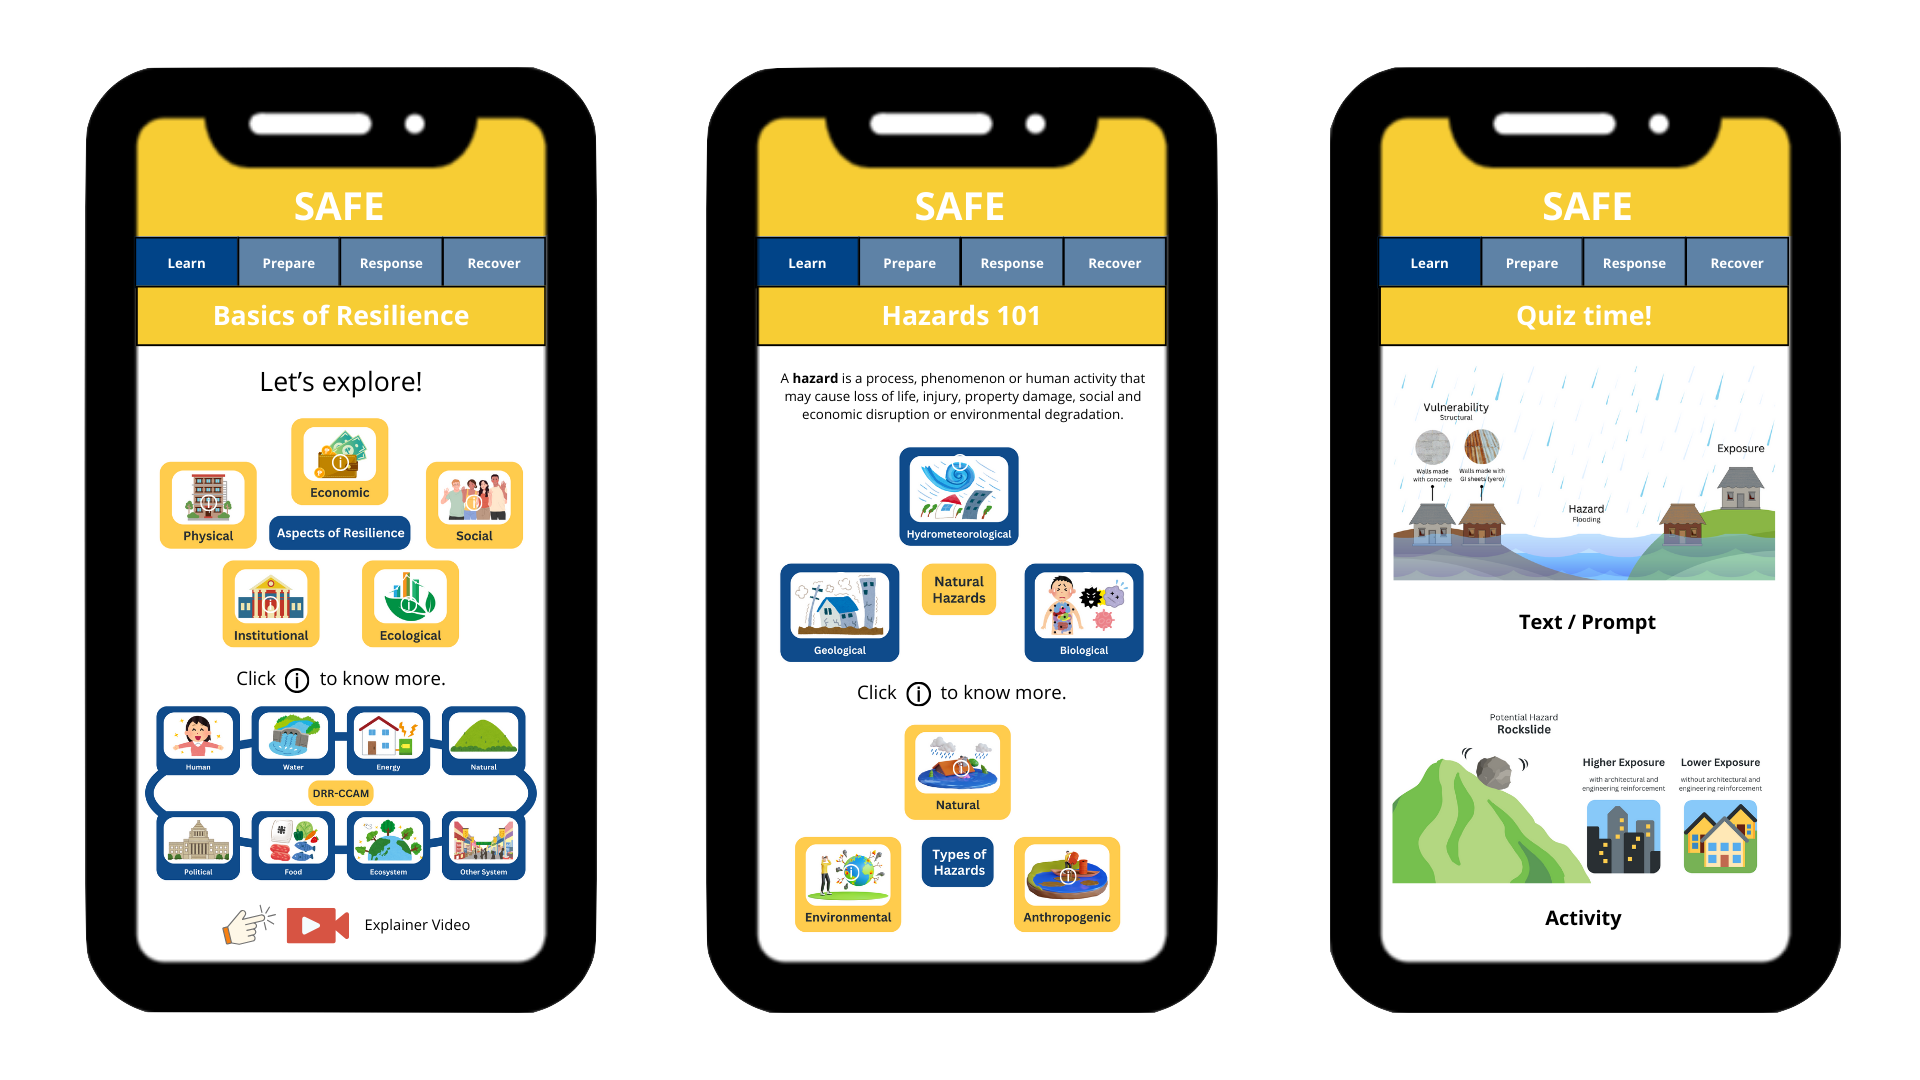 SAFE
Learn
Prepare
Response
Recover
Basics of Resilience
Let's explore!
Economic
Physical
Aspects of Resilience
Social
Institutional
Ecological
Click ⓘ to know more.
Human
Water
Energy
Natural
DRR-CCAM
Political
Food
Ecosystem
Other System
Explainer Video
SAFE
Learn
Prepare
Response
Recover
Hazards 101
A hazard is a process, phenomenon or human activity that
may cause loss of life, injury, property damage, social and
economic disruption or environmental degradation.
Hydrometeorological
Natural
Hazards
Geological
Biological
Click ⓘ to know more.
Natural
Types of
Hazards
Environmental
Anthropogenic
SAFE
Learn
Prepare
Response
Recover
Quiz time!
Vulnerability
Structural
Walls made
with concrete
Walls made with
GI sheets (yero)
Exposure
Hazard
Flooding
Text / Prompt
Potential Hazard
Rockslide
Higher Exposure
with architectural and
engineering reinforcement
Lower Exposure
without architectural and
engineering reinforcement
Activity